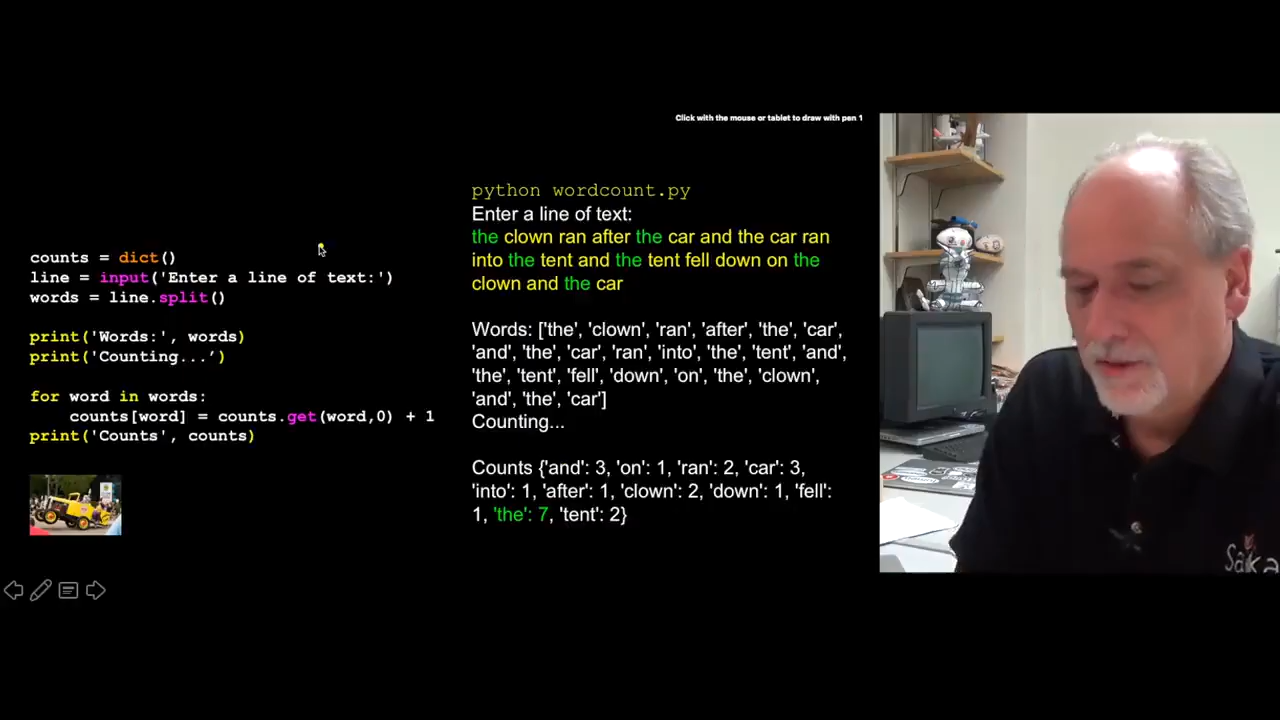 Click with the mouse or tablet to draw with pen 1
counts = dict()
line = input('Enter a line of text:')
words = line.split()
print('Words:', words)
print('Counting...')
for word in words:
    counts[word] = counts.get(word,0) + 1
print('Counts', counts)
python wordcount.py
Enter a line of text:
the clown ran after the car and the car ran
into the tent and the tent fell down on the
clown and the car
Words: ['the', 'clown', 'ran', 'after', 'the', 'car',
'and', 'the', 'car', 'ran', 'into', 'the', 'tent', 'and',
'the', 'tent', 'fell', 'down', 'on', 'the', 'clown',
'and', 'the', 'car']
Counting...
Counts {'and': 3, 'on': 1, 'ran': 2, 'car': 3,
'into': 1, 'after': 1, 'clown': 2, 'down': 1, 'fell':
1, 'the': 7, 'tent': 2}
Saka